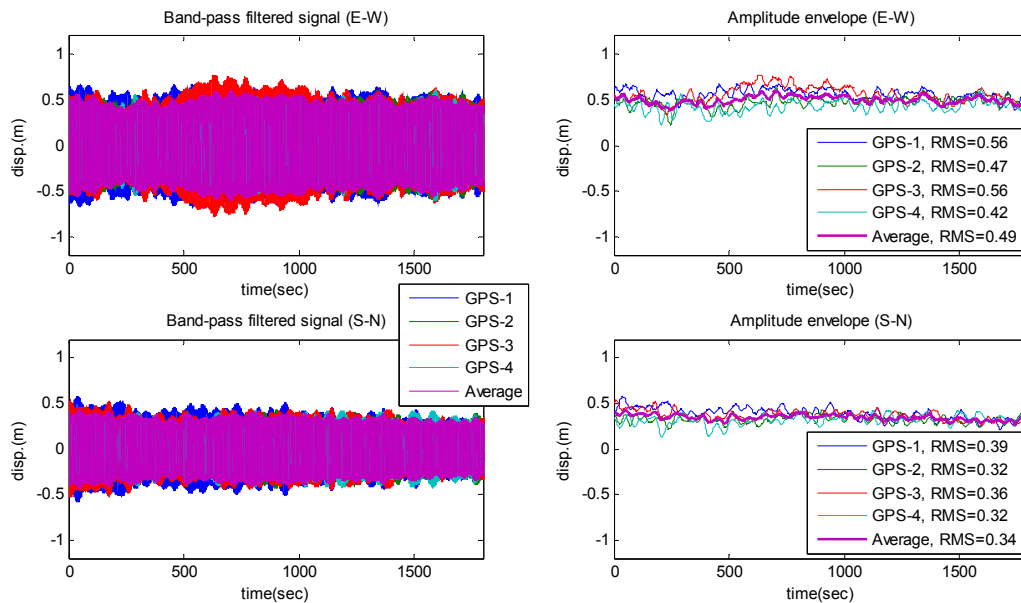 Band-pass filtered signal (E-W)
disp.(m)
1
0.5
0
-0.5
-1
0 500 1000 1500
time(sec)
Amplitude envelope (E-W)
disp.(m)
1
0.5
0
-0.5
-1
GPS-1, RMS=0.56
GPS-2, RMS=0.47
GPS-3, RMS=0.56
GPS-4, RMS=0.42
Average, RMS=0.49
0 500 1000 1500
time(sec)
Band-pass filtered signal (S-N)
disp.(m)
1
0.5
0
-0.5
-1
GPS-1
GPS-2
GPS-3
GPS-4
Average
0 500 1000 1500
time(sec)
Amplitude envelope (S-N)
disp.(m)
1
0.5
0
-0.5
-1
GPS-1, RMS=0.39
GPS-2, RMS=0.32
GPS-3, RMS=0.36
GPS-4, RMS=0.32
Average, RMS=0.34
0 500 1000 1500
time(sec)